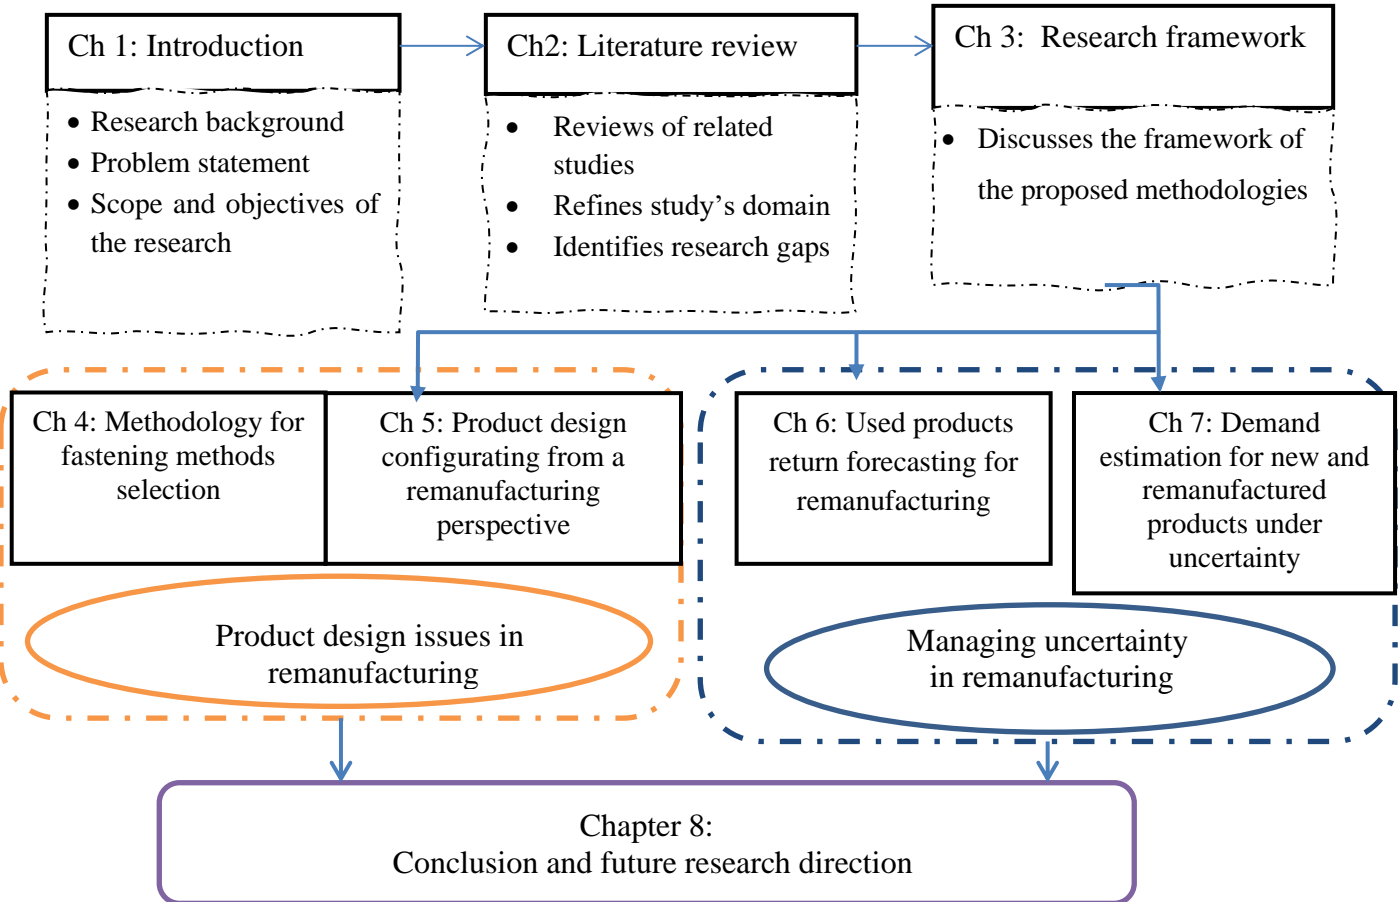 Ch 1: Introduction
• Research background
• Problem statement
• Scope and objectives of
the research
Ch2: Literature review
• Reviews of related
studies
• Refines study’s domain
• Identifies research gaps
Ch 3: Research framework
• Discusses the framework of
the proposed methodologies
Ch 4: Methodology for
fastening methods
selection
Ch 5: Product design
configurating from a
remanufacturing
perspective
Product design issues in
remanufacturing
Ch 6: Used products
return forecasting for
remanufacturing
Ch 7: Demand
estimation for new and
remanufactured
products under
uncertainty
Managing uncertainty
in remanufacturing
Chapter 8:
Conclusion and future research direction